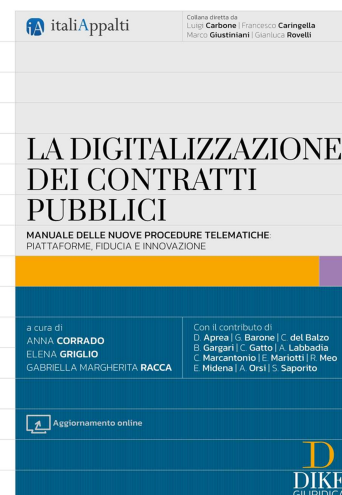 italiAppalti
Collana diretta da
Luigi Carbone | Francesco Caringella
Marco Giustiniani | Gianluca Rovelli
LA DIGITALIZZAZIONE
DEI CONTRATTI
PUBBLICI
MANUALE DELLE NUOVE PROCEDURE TELEMATICHE:
PIATTAFORME, FIDUCIA E INNOVAZIONE
a cura di
ANNA CORRADO
ELENA GRIGLIO
GABRIELLA MARGHERITA RACCA
Con il contributo di
D. Aprea | G. Barone | C. del Balzo
B. Gargari | C. Gatto | A. Labbadia
C. Marcantonio | E. Mariotti | R. Meo
E. Midena | A. Orsi | S. Saporito
Aggiornamento online
D
DIKE
GIURIDICA